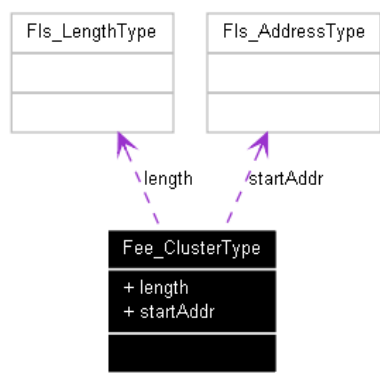 Fls_LengthType
Fls_AddressType
length
startAddr
Fee_ClusterType
+ length
+ startAddr